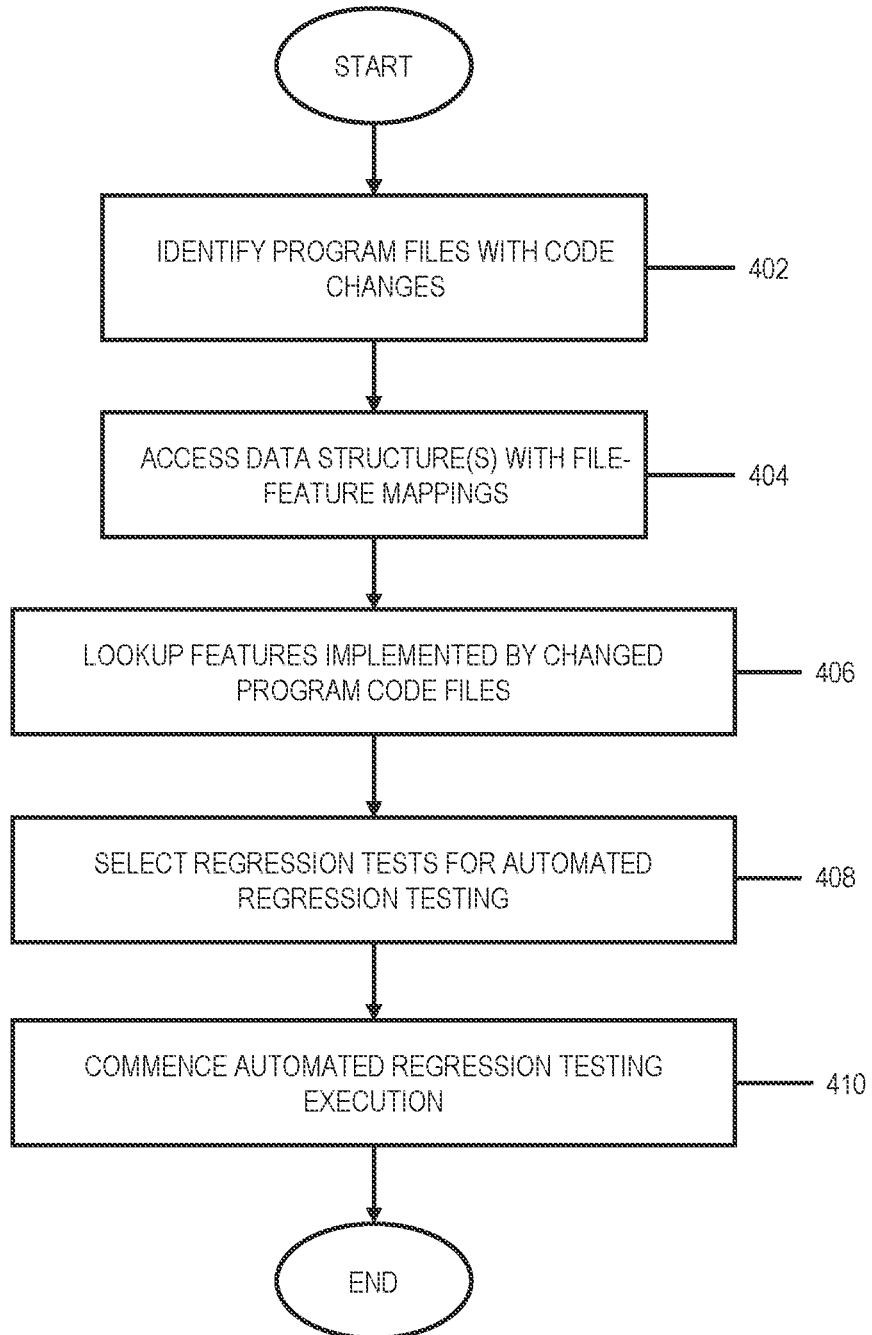 START
IDENTIFY PROGRAM FILES WITH CODE
CHANGES
402
ACCESS DATA STRUCTURE(S) WITH FILE-
FEATURE MAPPINGS
404
LOOKUP FEATURES IMPLEMENTED BY CHANGED
PROGRAM CODE FILES
406
SELECT REGRESSION TESTS FOR AUTOMATED
REGRESSION TESTING
408
COMMENCE AUTOMATED REGRESSION TESTING
EXECUTION
410
END